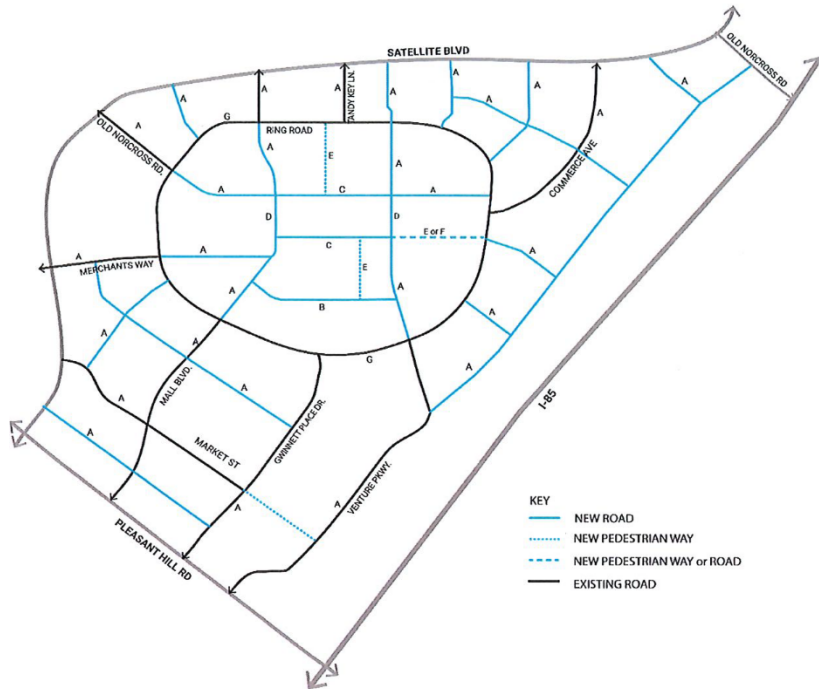 SATELLITE BLVD
OLD NORCROSS RD
A
A
A
A
A
A
A
A
ANDY KEY LN.
A
OLD NORCROSS RD.
G
RING ROAD
A
A
E
A
COMMERCE AVE
A
C
A
D
D
E or F
A
A
C
A
MERCHANTS WAY
E
A
A
B
A
A
A
G
A
MALL BLVD.
A
A
I-85
GWINNETT PLACE DR.
A
MARKET ST
A
A
VENTURE PKWY.
PLEASANT HILL RD
KEY
NEW ROAD
NEW PEDESTRIAN WAY
NEW PEDESTRIAN WAY or ROAD
EXISTING ROAD